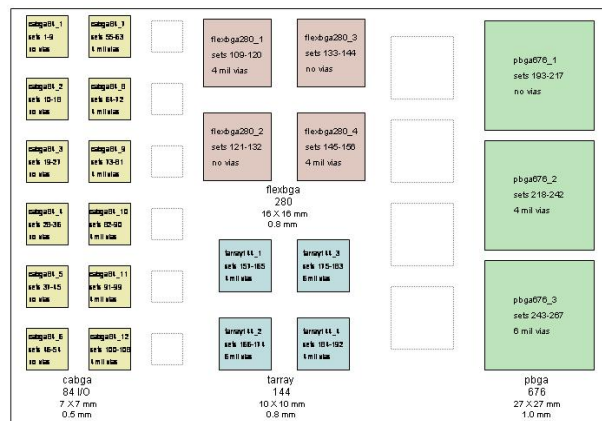 cabga84_1
sets 1-9
no vias
cabga84_2
sets 10-18
no vias
cabga84_3
sets 19-27
no vias
cabga84_4
sets 28-36
no vias
cabga84_5
sets 37-45
no vias
cabga84_6
sets 46-54
no vias
cabga84_7
sets 55-63
4 mil vias
cabga84_8
sets 64-72
4 mil vias
cabga84_9
sets 73-81
4 mil vias
cabga84_10
sets 82-90
4 mil vias
cabga84_11
sets 91-99
4 mil vias
cabga84_12
sets 100-108
4 mil vias
cabga
84 I/O
7 X 7 mm
0.5 mm
flexbga280_1
sets 109-120
4 mil vias
flexbga280_2
sets 121-132
no vias
flexbga280_3
sets 133-144
no vias
flexbga280_4
sets 145-156
4 mil vias
flexbga
280
16 X 16 mm
0.8 mm
tarray144_1
sets 157-165
4 mil vias
tarray144_2
sets 166-174
6 mil vias
tarray144_3
sets 175-183
6 mil vias
tarray144_4
sets 184-192
4 mil vias
tarray
144
10 X 10 mm
0.8 mm
pbga676_1
sets 193-217
no vias
pbga676_2
sets 218-242
4 mil vias
pbga676_3
sets 243-267
6 mil vias
pbga
676
27 X 27 mm
1.0 mm